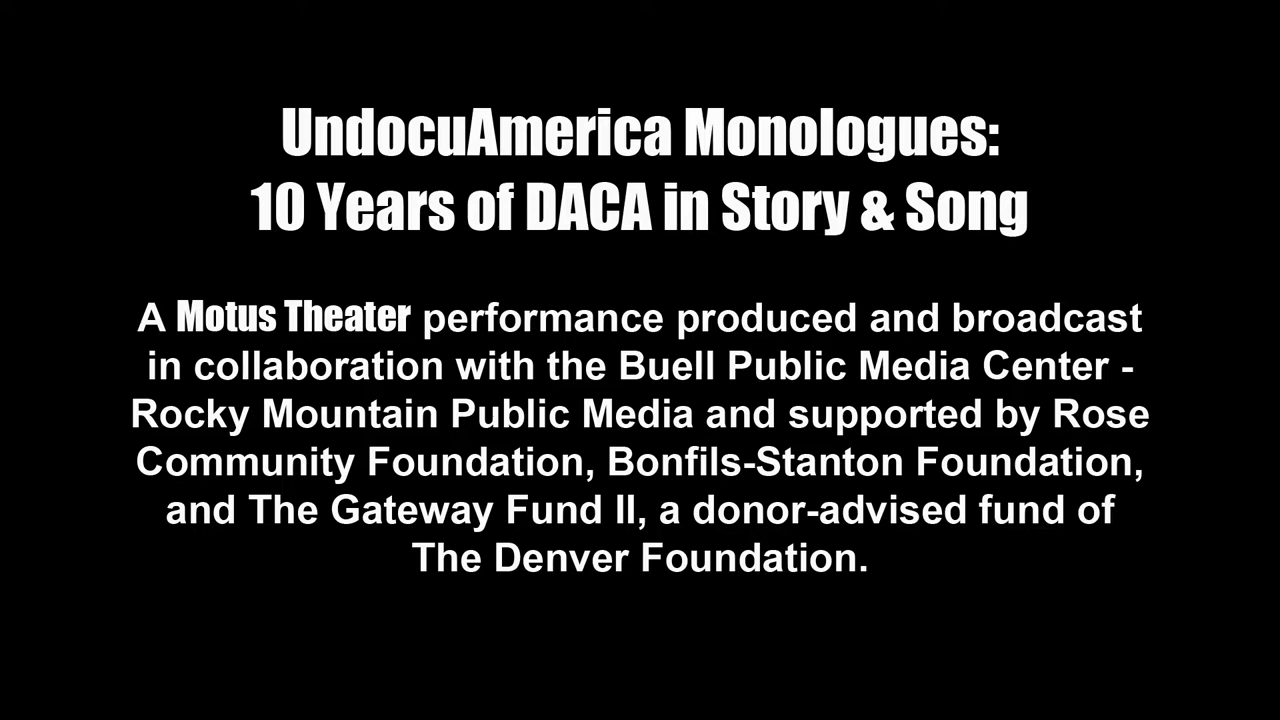 UndocuAmerica Monologues:
10 Years of DACA in Story & Song
A Motus Theater performance produced and broadcast
in collaboration with the Buell Public Media Center -
Rocky Mountain Public Media and supported by Rose
Community Foundation, Bonfils-Stanton Foundation,
and The Gateway Fund II, a donor-advised fund of
The Denver Foundation.